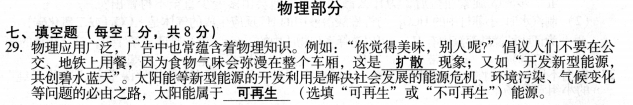 物理部分
七、填空题（每空1分，共8分）
29. 物理应用广泛，广告中也常蕴含着物理知识。例如：“你觉得美味，别人呢?”倡议人们不要在公
交、地铁上用餐，因为食物气味会弥漫在整个车厢，这是 扩散 现象；又如“开发新型能源，
共创碧水蓝天”。太阳能等新型能源的开发利用是解决社会发展的能源危机、环境污染、气候变化
等问题的必由之路，太阳能属于 可再生 （选填“可再生”或“不可再生”）能源。